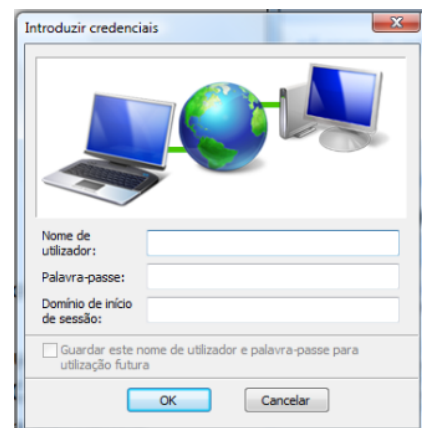 Introduzir credenciais
Nome de
utilizador:
Palavra-passe:
Domínio de início
de sessão:
Guardar este nome de utilizador e palavra-passe para
utilização futura
OK
Cancelar